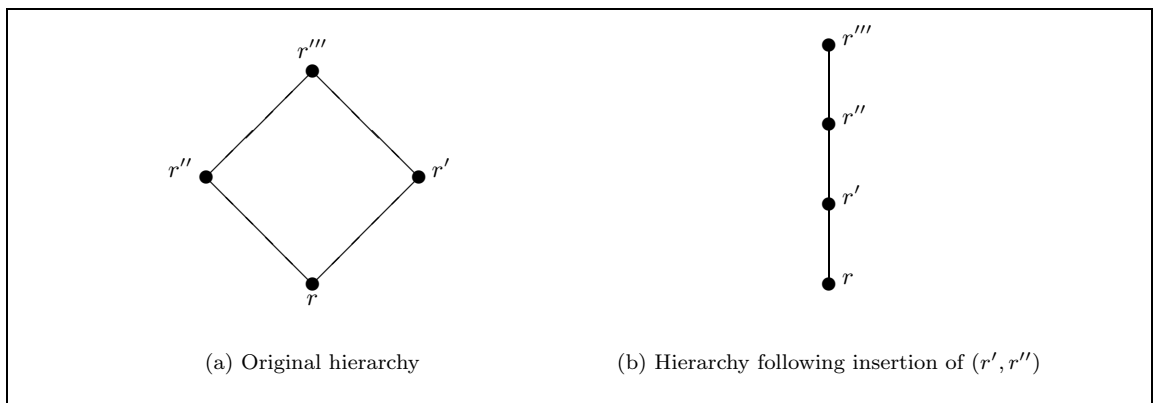 r′′′
r′′
r′
r
(a) Original hierarchy
r′′′
r′′
r′
r
(b) Hierarchy following insertion of (r′, r′′)